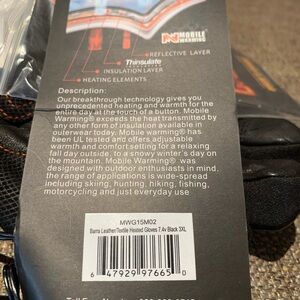 MOBILE
WARMING
REFLECTIVE LAYER
Thinsulate
INSULATION LAYER
HEATING ELEMENTS
Description:
Our breakthrough technology gives you
unprecedented heating and warmth for the
entire day at the torch of a button. Mobile
Warming® exceeds the heat transmitted by
any other form of insulation available in
outerwear today. Mobile Warming® has
been UL tested and offers adjustable
warmth and comfort setting for a relaxing
fall day outside, to a snowy winter's day on
the mountain. Mobile Warming® was
designed with outdoor enthusiasts in mind,
the range of applications is wide-spread
including skiing, hunting, hiking, fishing,
motorcycling and just everyday use
MWG15M02
Barra Leather/Textile Heated Gloves 7.4v Black 3XL
6 47929 97665 0